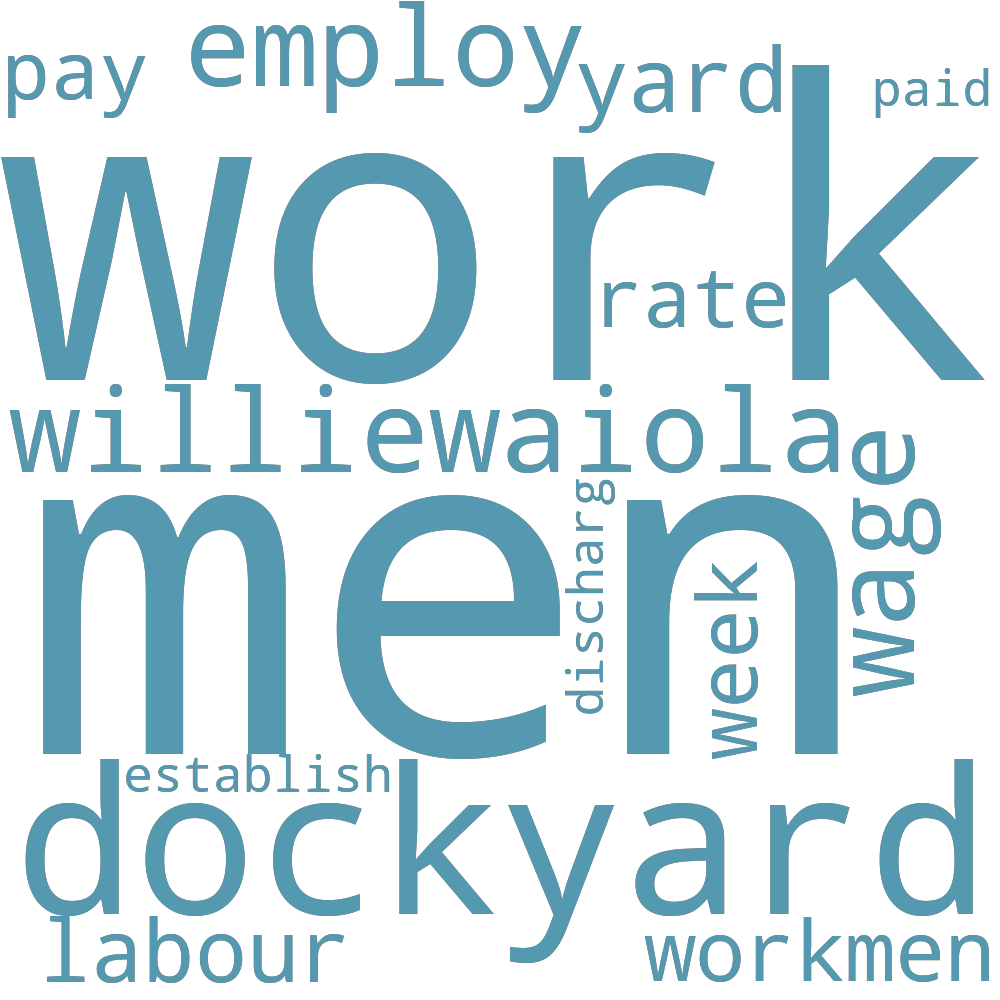 pay employ yard paid
work
rate
williewaiola
wage
men
discharg
week
establish
dockyard
labour workmen